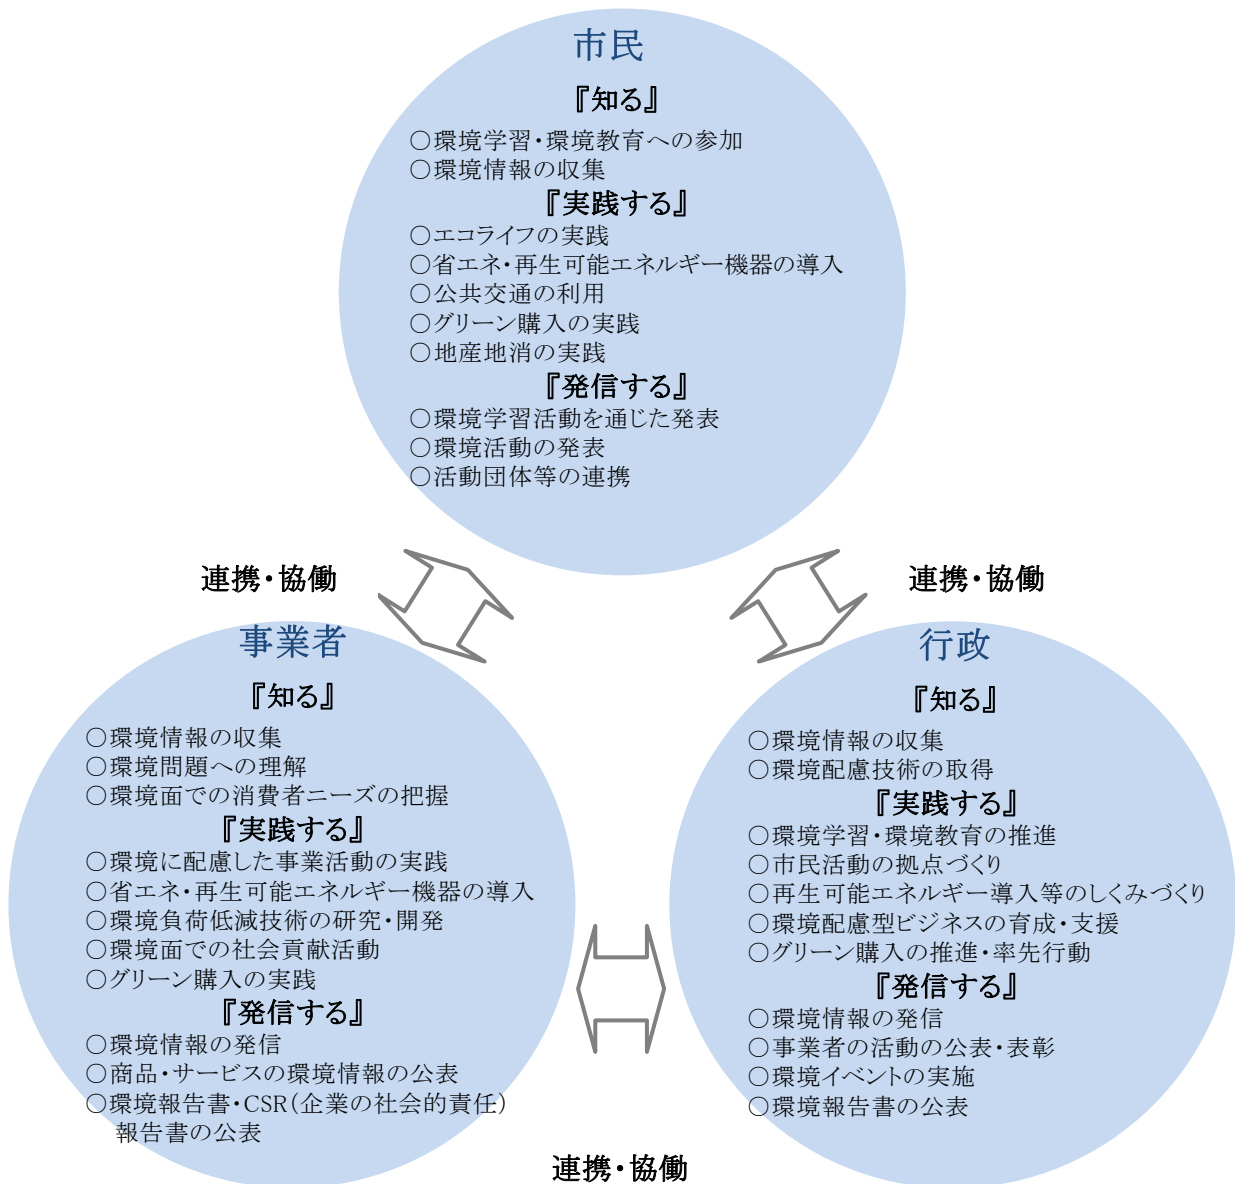 市民
『知る』
○環境学習・環境教育への参加
○環境情報の収集
『実践する』
○エコライフの実践
○省エネ・再生可能エネルギー機器の導入
○公共交通の利用
○グリーン購入の実践
○地産地消の実践
『発信する』
○環境学習活動を通じた発表
○環境活動の発表
○活動団体等の連携
連携・協働
連携・協働
事業者
『知る』
○環境情報の収集
○環境問題への理解
○環境面での消費者ニーズの把握
『実践する』
○環境に配慮した事業活動の実践
○省エネ・再生可能エネルギー機器の導入
○環境負荷低減技術の研究・開発
○環境面での社会貢献活動
○グリーン購入の実践
『発信する』
○環境情報の発信
○商品・サービスの環境情報の公表
○環境報告書・CSR(企業の社会的責任)
報告書の公表
行政
『知る』
○環境情報の収集
○環境配慮技術の取得
『実践する』
○環境学習・環境教育の推進
○市民活動の拠点づくり
○再生可能エネルギー導入等のしくみづくり
○環境配慮型ビジネスの育成・支援
○グリーン購入の推進・率先行動
『発信する』
○環境情報の発信
○事業者の活動の公表・表彰
○環境イベントの実施
○環境報告書の公表
連携・協働